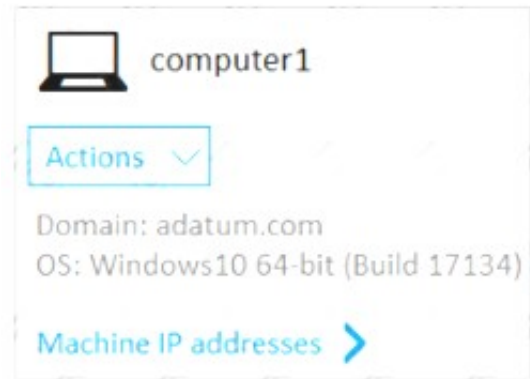 computer1
Actions
Domain: adatum.com
OS: Windows10 64-bit (Build 17134)
Machine IP addresses